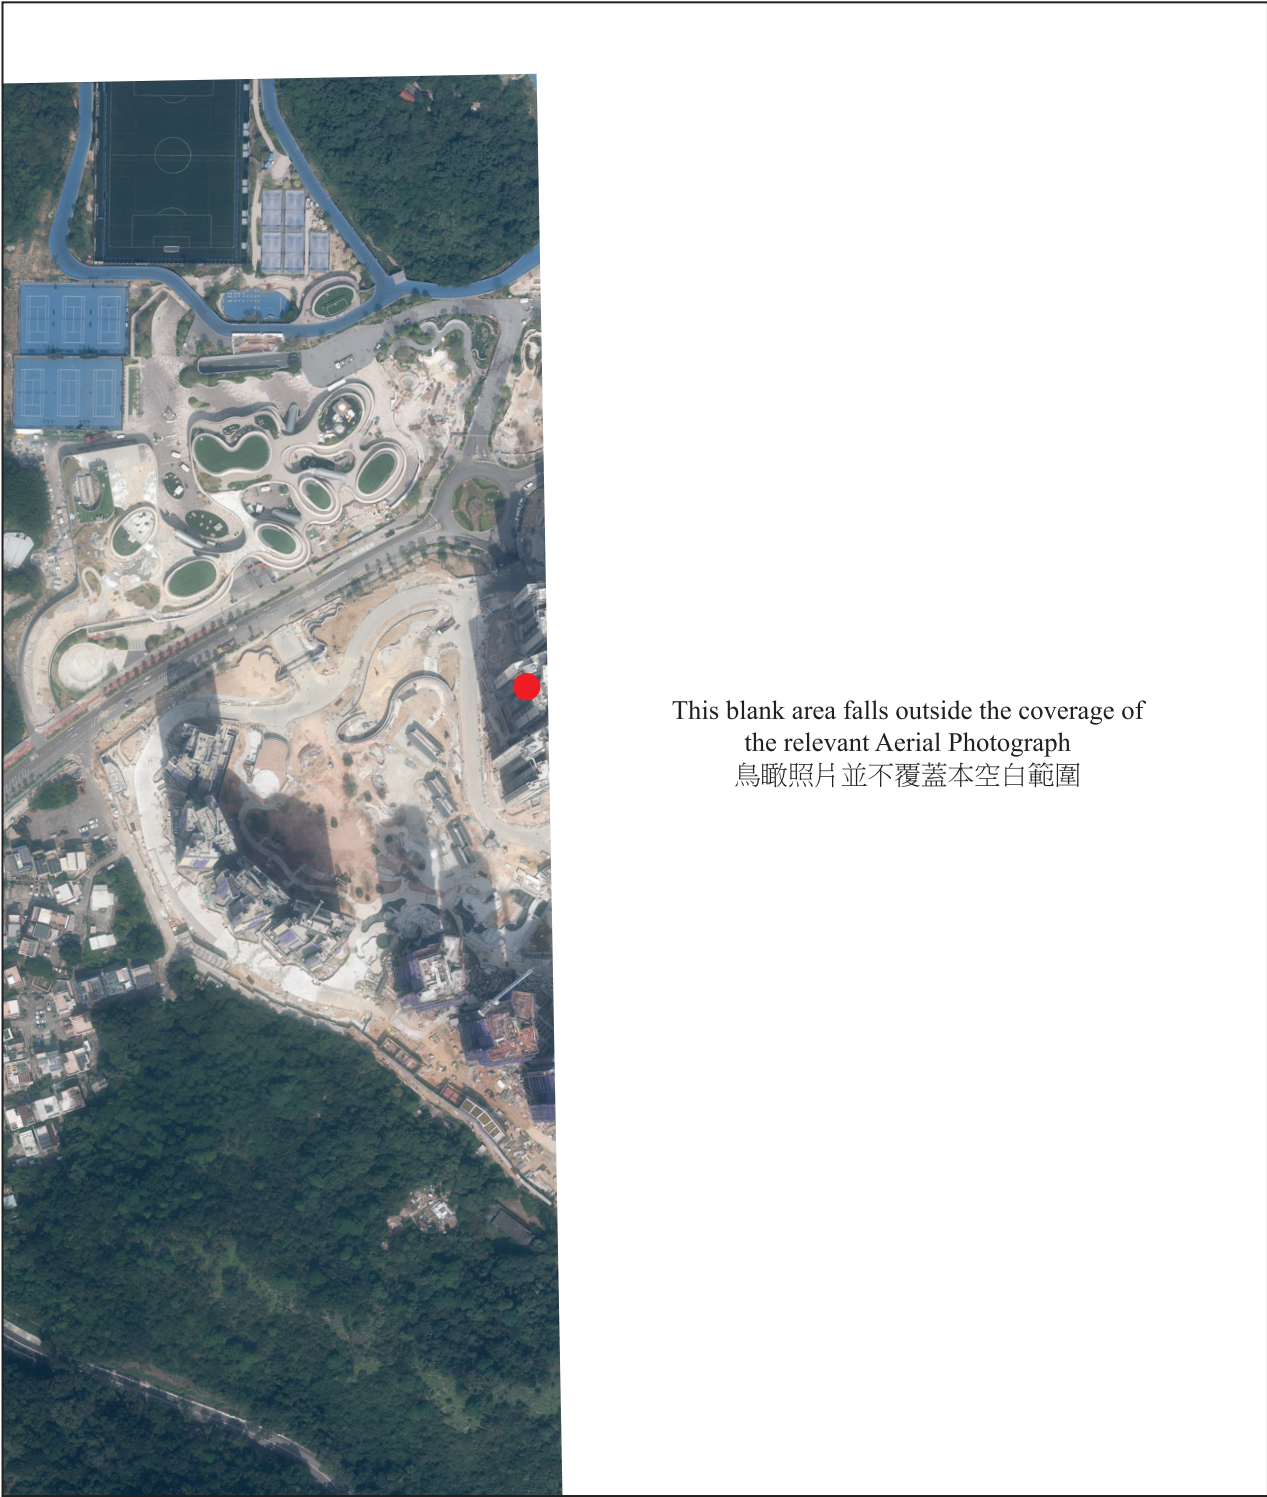 This blank area falls outside the coverage of
the relevant Aerial Photograph
鳥瞰照片並不覆蓋本空白範圍